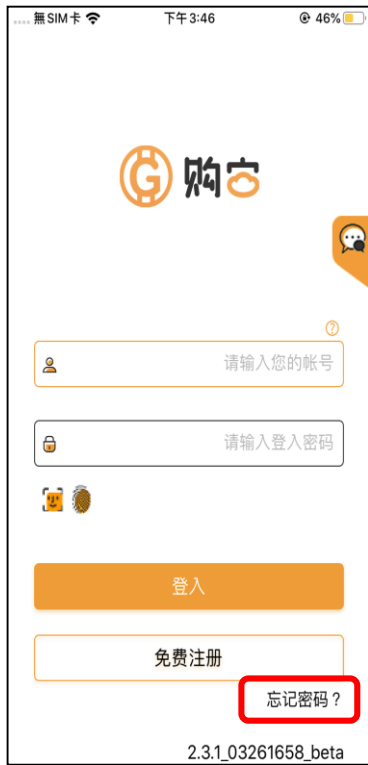 無SIM卡 下午3:46 46%
G 购客
请输入您的帐号
请输入登入密码
登入
免费注册
忘记密码？
2.3.1_03261658_beta